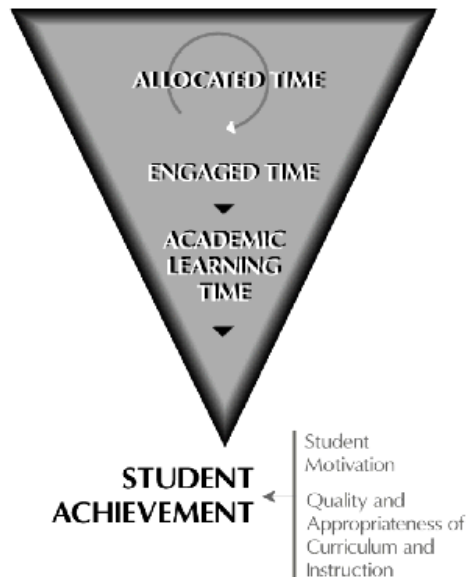 ALLOCATED TIME
ENGAGED TIME
ACADEMIC
LEARNING
TIME
STUDENT
ACHIEVEMENT
Student
Motivation
Quality and
Appropriateness of
Curriculum and
Instruction